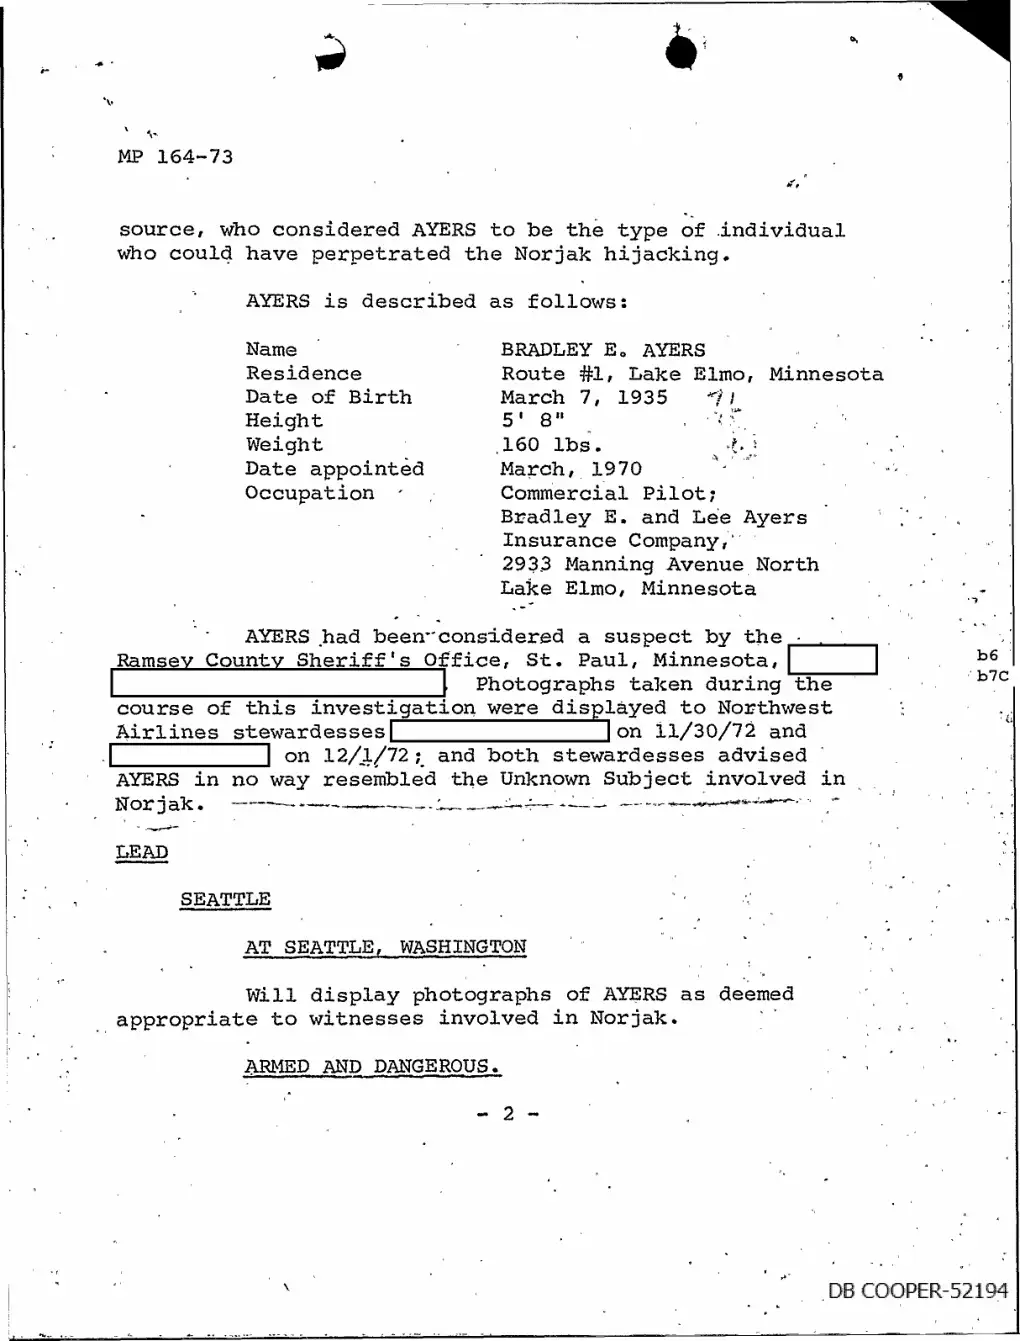 MP 164-73
source, who considered AYERS to be the type of individual
who could have perpetrated the Norjak hijacking.
AYERS is described as follows:
Name BRADLEY E. AYERS
Residence Route #1, Lake Elmo, Minnesota
Date of Birth March 7, 1935
Height 5' 8"
Weight 160 lbs.
Date appointed March, 1970
Occupation Commercial Pilot;
Bradley E. and Lee Ayers
Insurance Company,
2933 Manning Avenue North
Lake Elmo, Minnesota
AYERS had been considered a suspect by the
Ramsey County Sheriff's Office, St. Paul, Minnesota,
b6
b7C
. Photographs taken during the
course of this investigation were displayed to Northwest
Airlines stewardesses on 11/30/72 and
on 12/1/72; and both stewardesses advised
AYERS in no way resembled the Unknown Subject involved in
Norjak.
LEAD
SEATTLE
AT SEATTLE, WASHINGTON
Will display photographs of AYERS as deemed
appropriate to witnesses involved in Norjak.
ARMED AND DANGEROUS.
- 2 -
DB COOPER-52194